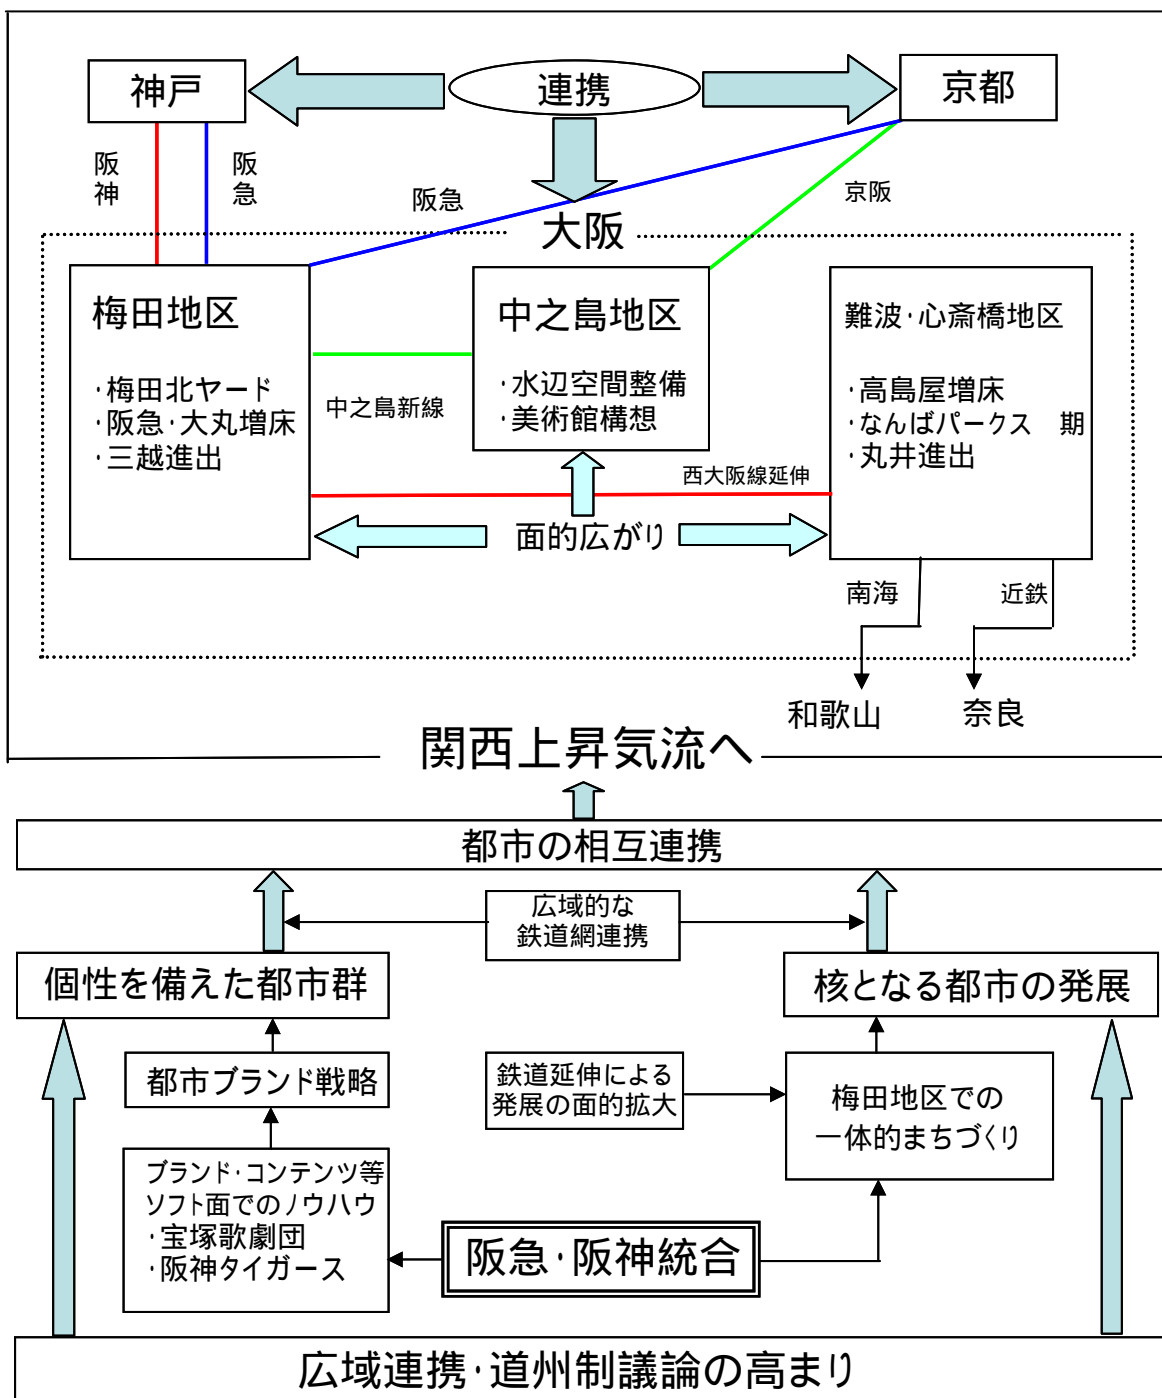 神戸
連携
京都
阪神
阪急
阪急
京阪
大阪
梅田地区
・梅田北ヤード
・阪急・大丸増床
・三越進出
中之島新線
中之島地区
・水辺空間整備
・美術館構想
難波・心斎橋地区
・高島屋増床
・なんばパークス　期
・丸井進出
西大阪線延伸
面的広がり
南海
近鉄
和歌山
奈良
関西上昇気流へ
都市の相互連携
広域的な
鉄道網連携
個性を備えた都市群
核となる都市の発展
都市ブランド戦略
鉄道延伸による
発展の面的拡大
梅田地区での
一体的まちづくり
ブランド・コンテンツ等
ソフト面でのノウハウ
・宝塚歌劇団
・阪神タイガース
阪急・阪神統合
広域連携・道州制議論の高まり